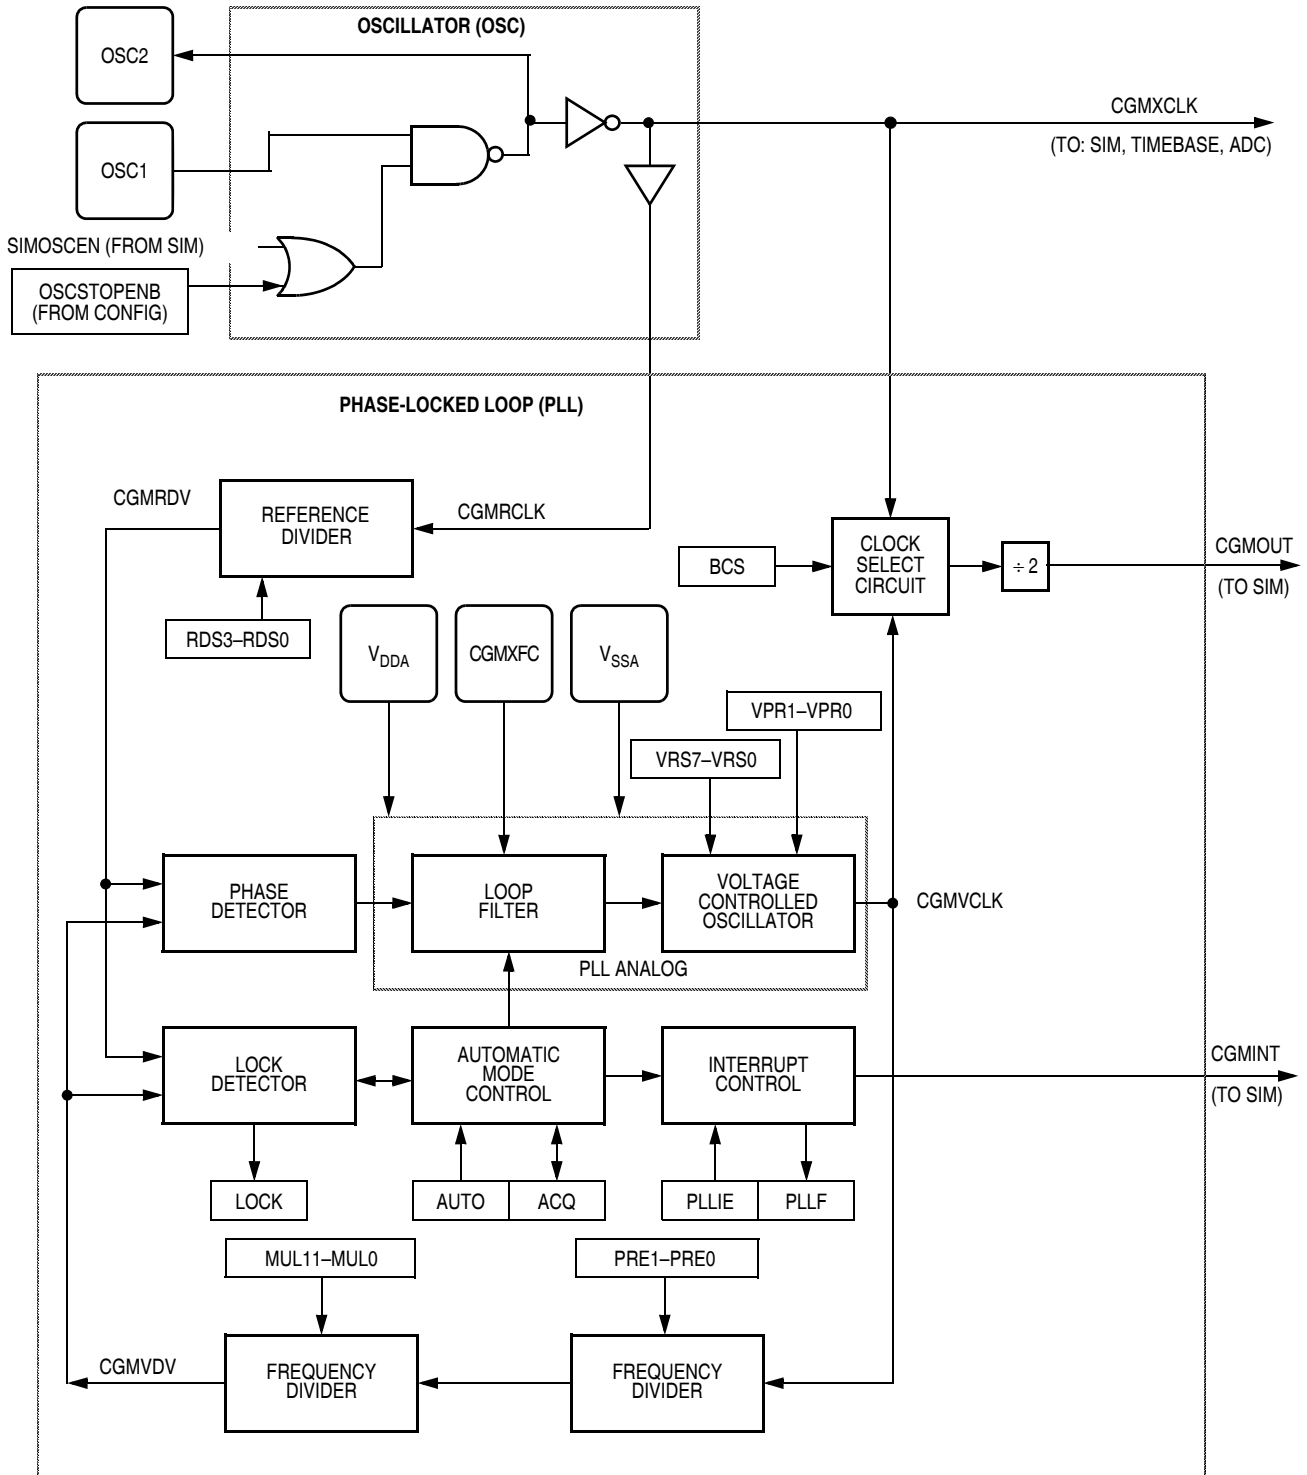 OSCILLATOR (OSC)
OSC2
CGMXCLK
(TO: SIM, TIMEBASE, ADC)
OSC1
SIMOSCEN (FROM SIM)
OSCSTOPENB
(FROM CONFIG)
PHASE-LOCKED LOOP (PLL)
CGMRDV
REFERENCE
DIVIDER
CGMRCLK
CLOCK
SELECT
CIRCUIT
BCS
÷ 2
CGMOUT
(TO SIM)
RDS3–RDS0
VDDA
CGMXFC
VSSA
VPR1–VPR0
VRS7–VRS0
PHASE
DETECTOR
LOOP
FILTER
VOLTAGE
CONTROLLED
OSCILLATOR
CGMVCLK
PLL ANALOG
LOCK
DETECTOR
AUTOMATIC
MODE
CONTROL
INTERRUPT
CONTROL
CGMINT
(TO SIM)
LOCK
AUTO
ACQ
PLLIE
PLLF
MUL11–MUL0
PRE1–PRE0
CGMVDV
FREQUENCY
DIVIDER
FREQUENCY
DIVIDER